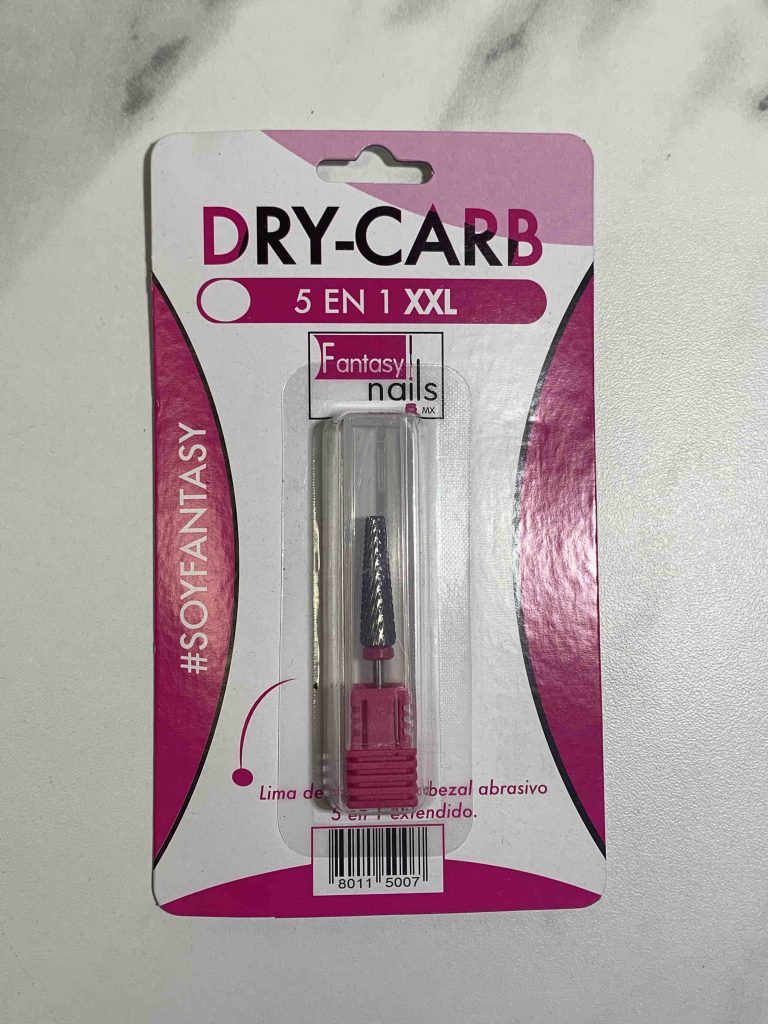 DRY-CARB
5 EN 1 XXL
Fantasy
nails
MX
#SOYFANTASY
Lima de abrasivo
5 en 1 extendido.
8011 5007